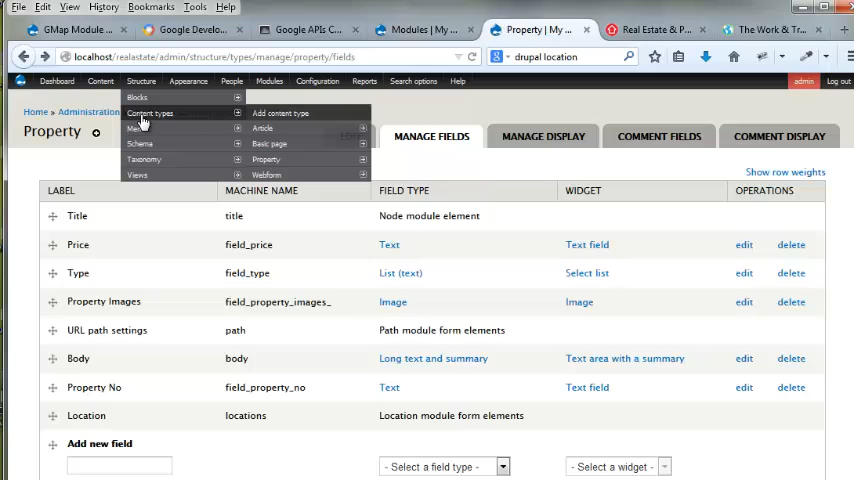 File Edit View History Bookmarks Tools Help
GMap Module ... Google Develo... Google APIs C... Modules | My ... Property | My ... Real Estate & P... The Work & Tr...
localhost/realastate/admin/structure/types/manage/property/fields
drupal location
Dashboard Content Structure Appearance People Modules Configuration Reports Search options Help admin Log out
Blocks
Home » Administration
Content types Add content type
Property
Article
MANAGE FIELDS MANAGE DISPLAY COMMENT FIELDS COMMENT DISPLAY
Schema Basic page
Taxonomy Property
Views Webform
Show row weights
LABEL MACHINE NAME FIELD TYPE WIDGET OPERATIONS
Title title Node module element
Price field_price Text Text field edit delete
Type field_type List (text) Select list edit delete
Property Images field_property_images_ Image Image edit delete
URL path settings path Path module form elements
Body body Long text and summary Text area with a summary edit delete
Property No field_property_no Text Text field edit delete
Location locations Location module form elements
Add new field
- Select a field type - - Select a widget -